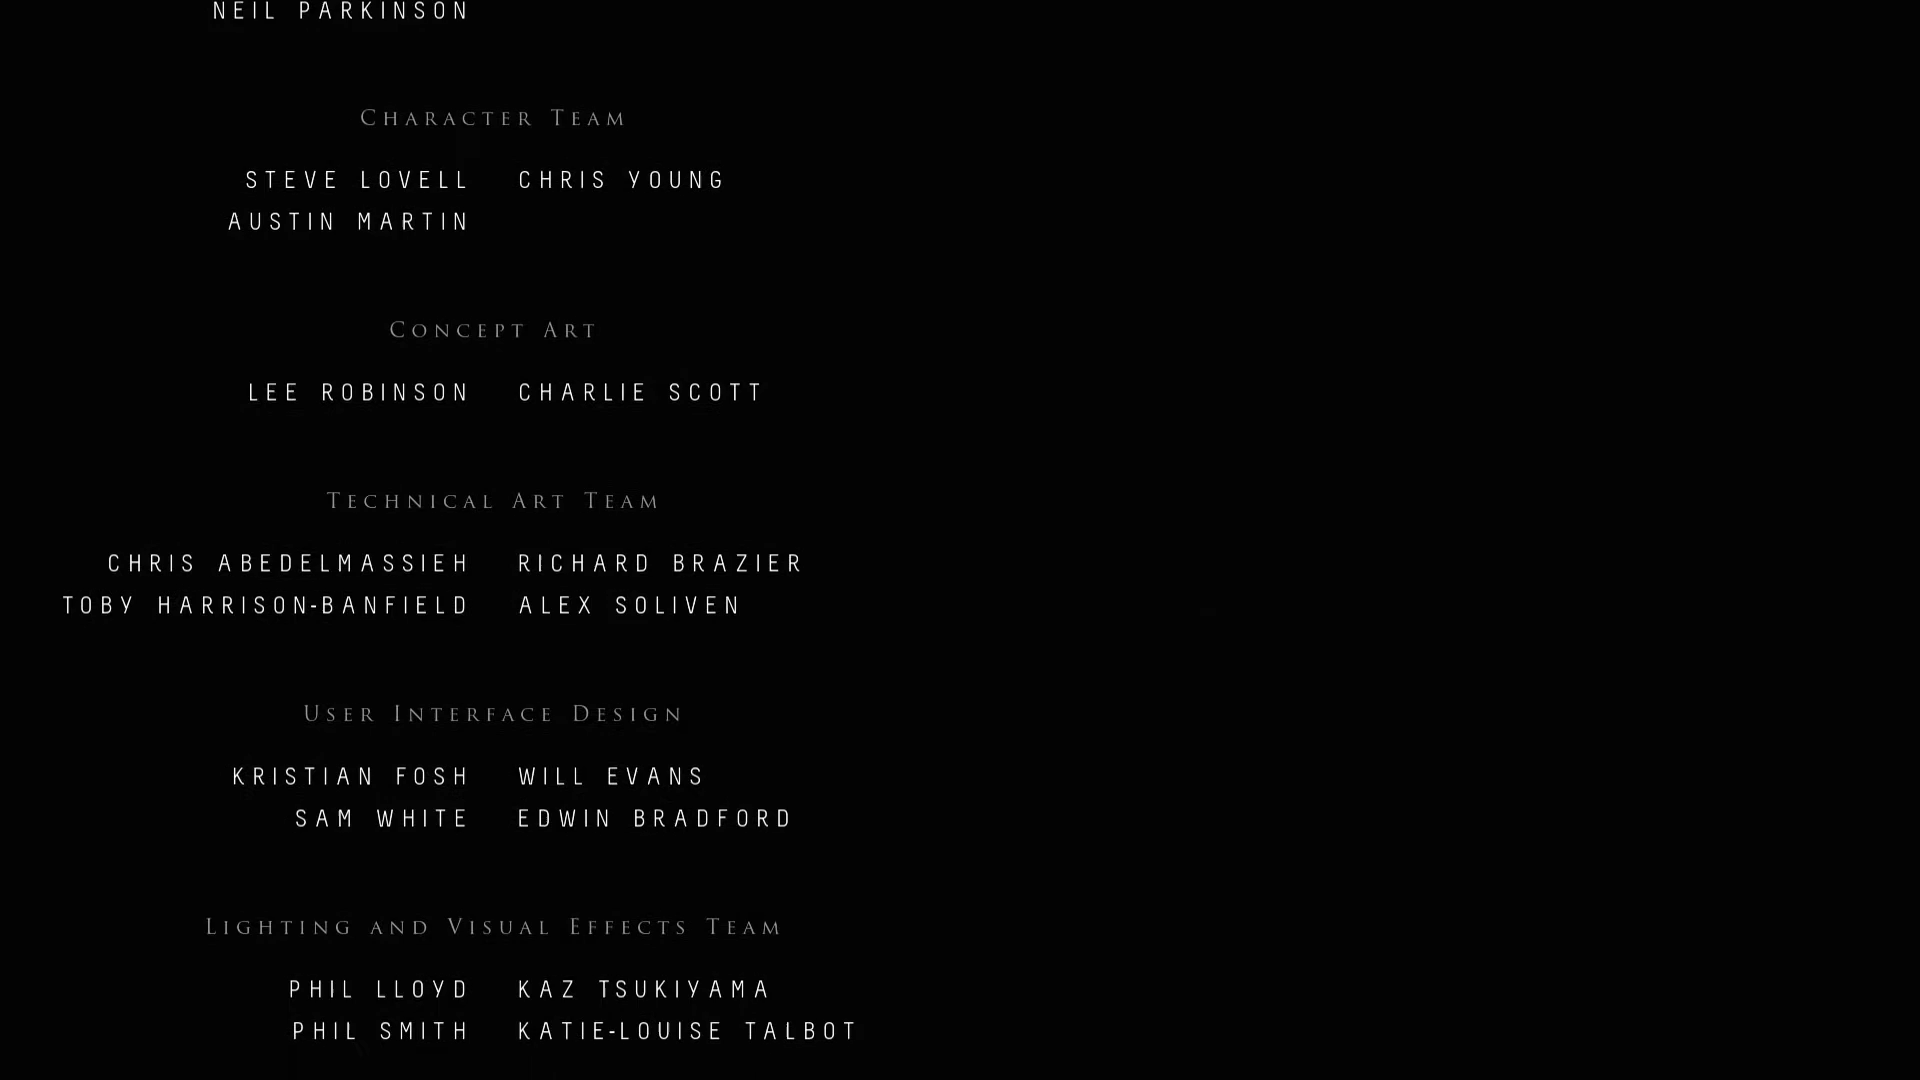 NEIL PARKINSON
CHARACTER TEAM
STEVE LOVELL CHRIS YOUNG
AUSTIN MARTIN
CONCEPT ART
LEE ROBINSON CHARLIE SCOTT
TECHNICAL ART TEAM
CHRIS ABEDELMASSIEH RICHARD BRAZIER
TOBY HARRISON-BANFIELD ALEX SOLIVEN
USER INTERFACE DESIGN
KRISTIAN FOSH WILL EVANS
SAM WHITE EDWIN BRADFORD
LIGHTING AND VISUAL EFFECTS TEAM
PHIL LLOYD KAZ TSUKIYAMA
PHIL SMITH KATIE-LOUISE TALBOT